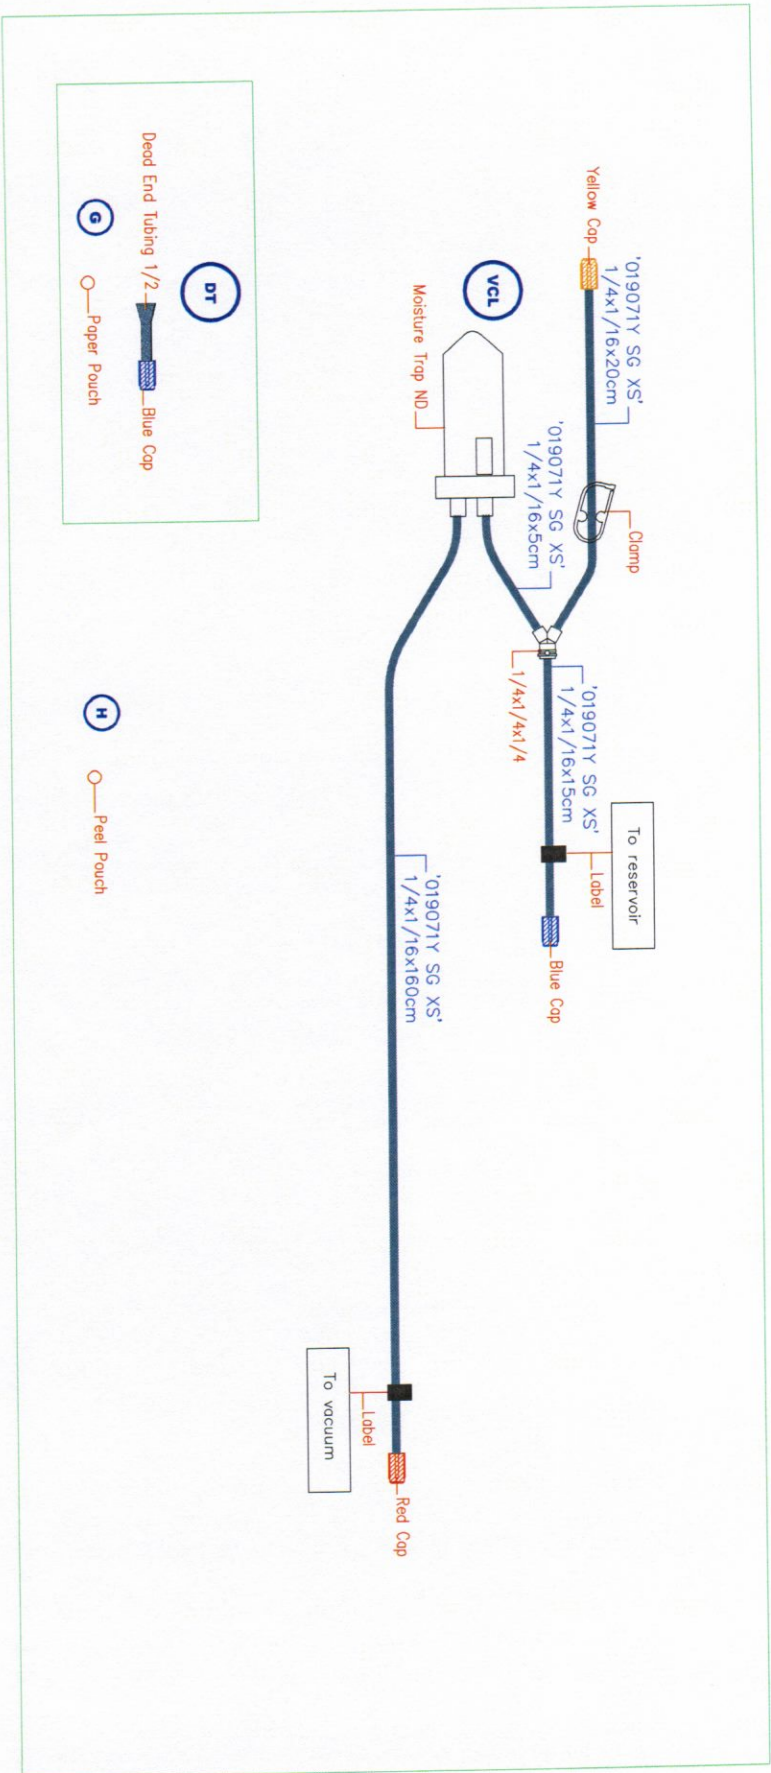 '019071Y SG XS'
1/4x1/16x20cm
Yellow Cap
Clamp
To reservoir
Label
'019071Y SG XS'
1/4x1/16x15cm
Blue Cap
1/4x1/4x1/4
'019071Y SG XS'
1/4x1/16x5cm
VCL
Moisture Trap ND
'019071Y SG XS'
1/4x1/16x160cm
Red Cap
Label
To vacuum
DT
Dead End Tubing 1/2
Blue Cap
G
Paper Pouch
H
Peel Pouch